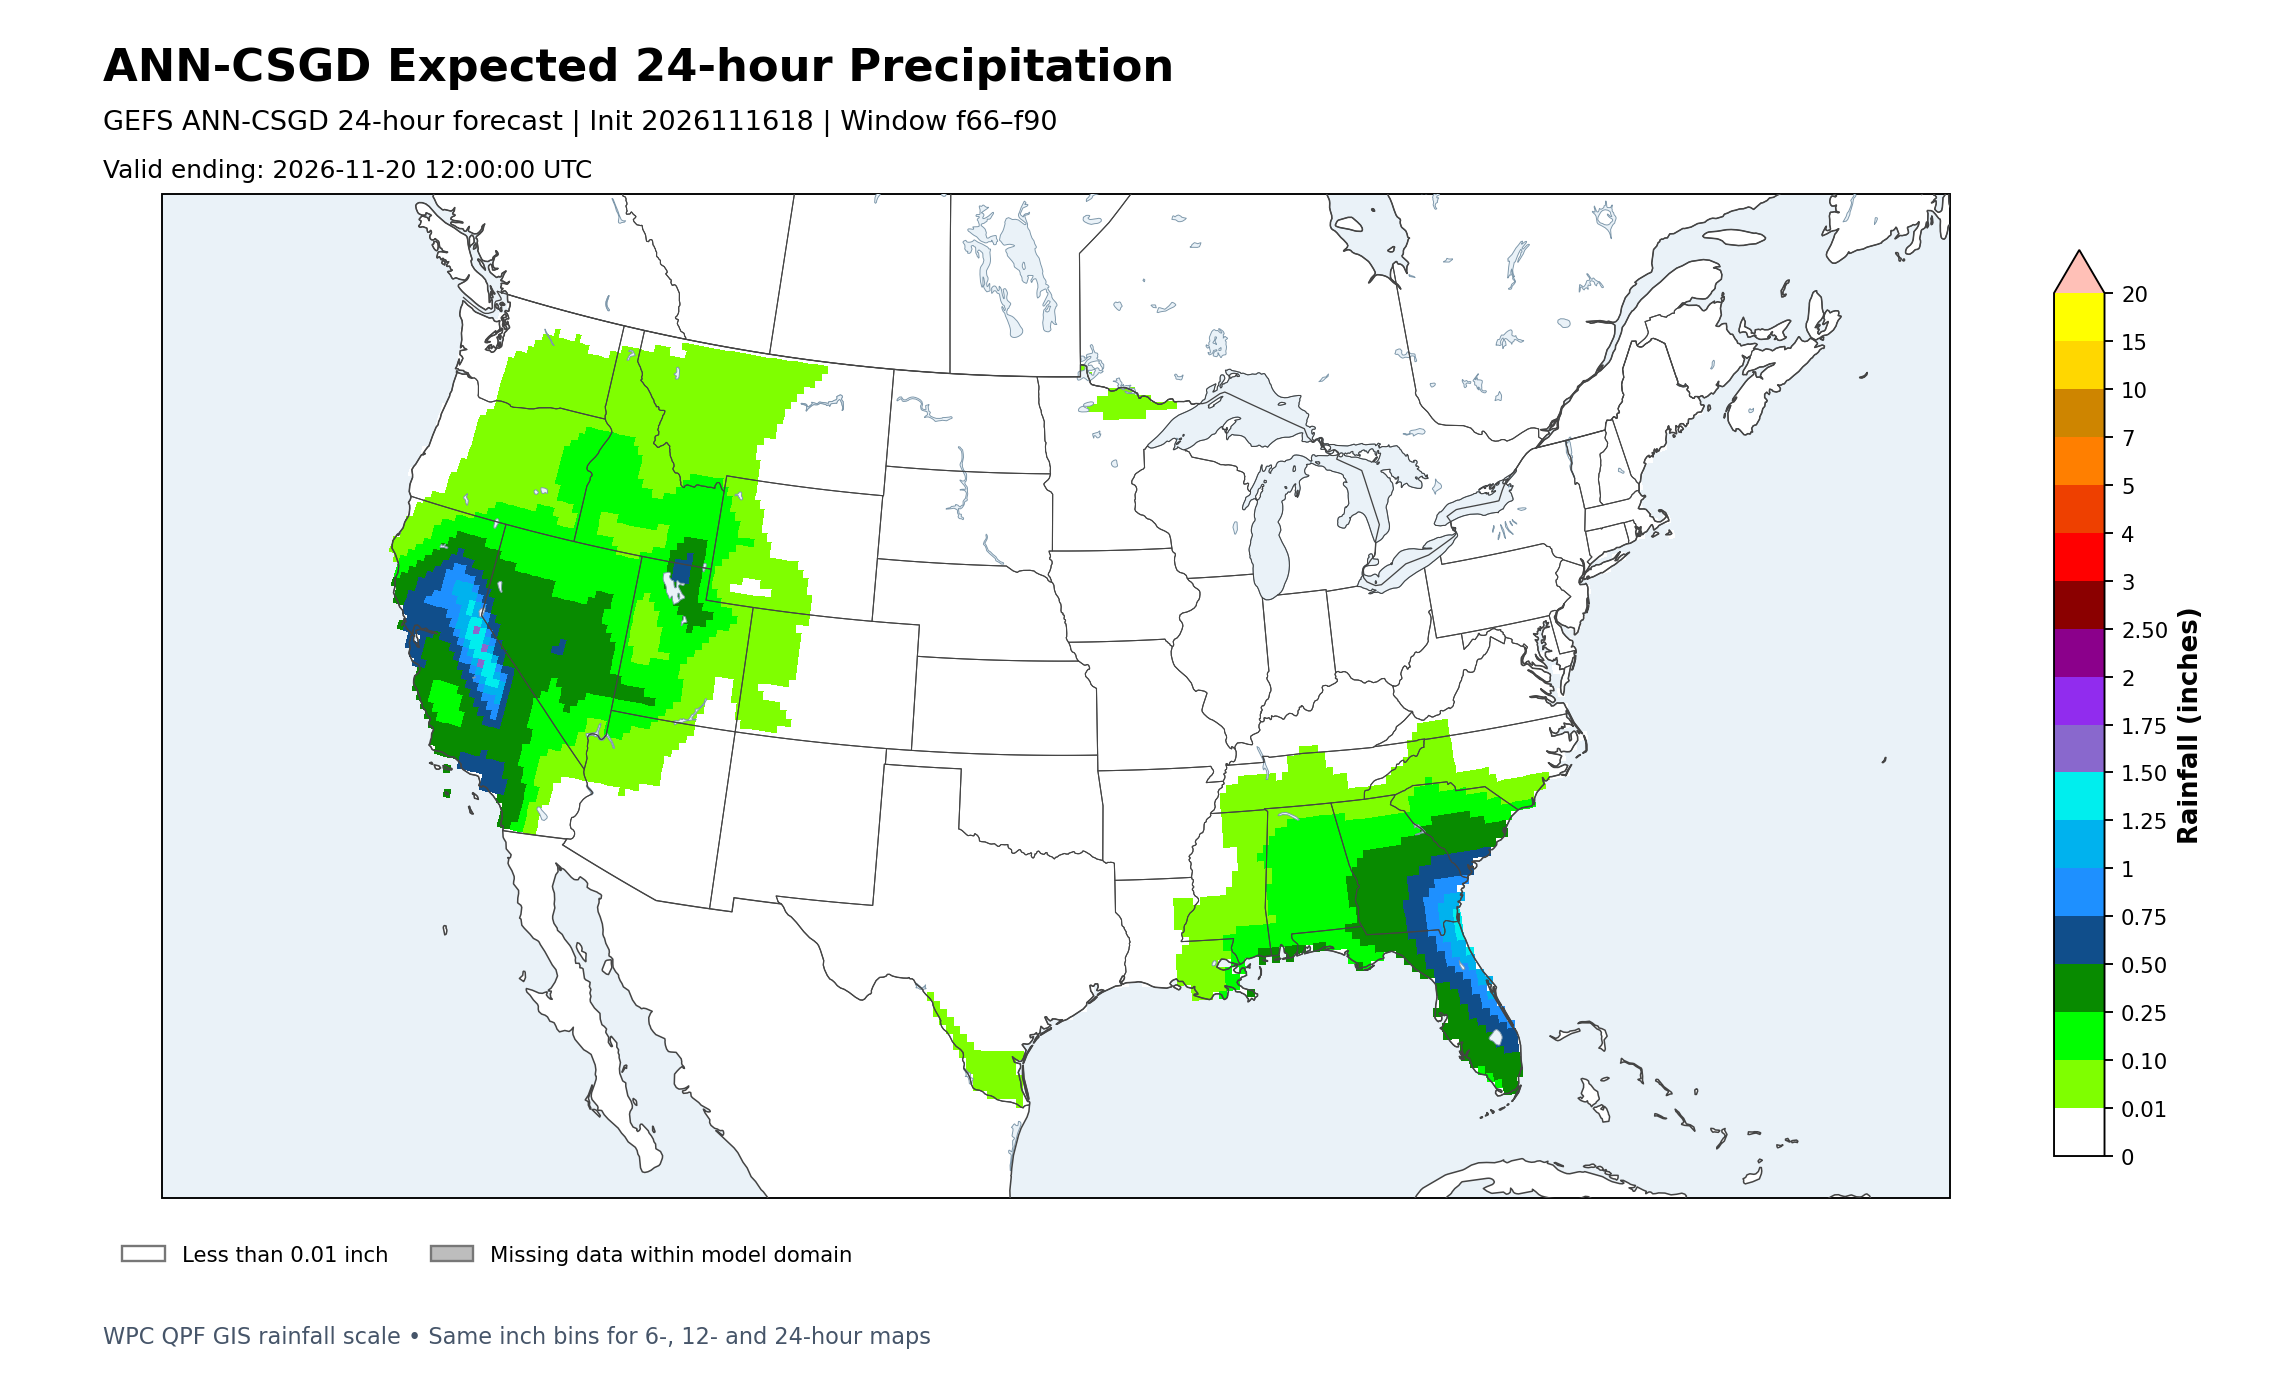 ANN-CSGD Expected 24-hour Precipitation
GEFS ANN-CSGD 24-hour forecast | Init 2026111618 | Window f66–f90
Valid ending: 2026-11-20 12:00:00 UTC
20
15
10
7
5
4
3
2.50
2
1.75
1.50
1.25
1
0.75
0.50
0.25
0.10
0.01
0
Rainfall (inches)
Less than 0.01 inch
Missing data within model domain
WPC QPF GIS rainfall scale • Same inch bins for 6-, 12- and 24-hour maps